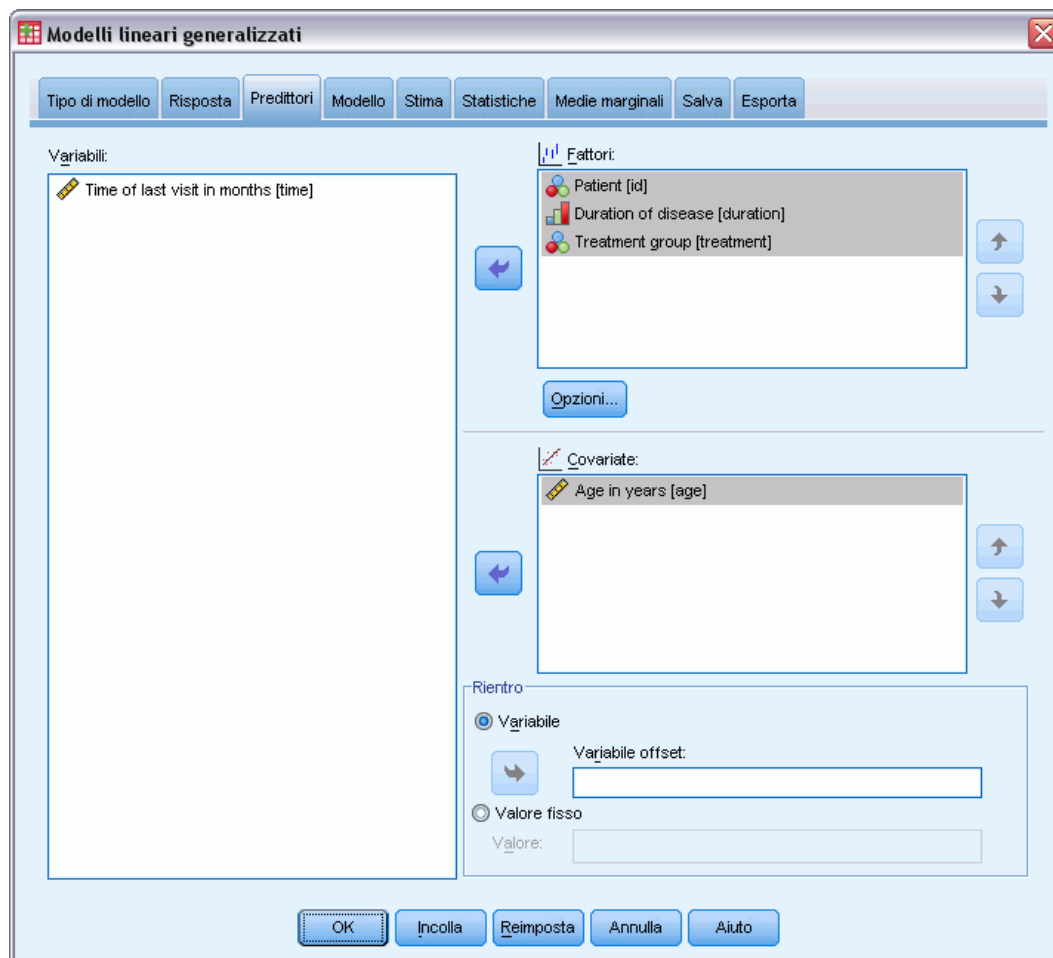 Modelli lineari generalizzati
Tipo di modello Risposta Predittori Modello Stima Statistiche Medie marginali Salva Esporta
Variabili:
Time of last visit in months [time]
Fattori:
Patient [id]
Duration of disease [duration]
Treatment group [treatment]
Opzioni...
Covariate:
Age in years [age]
Rientro
Variabile
Variabile offset:
Valore fisso
Valore:
OK Incolla Reimposta Annulla Aiuto